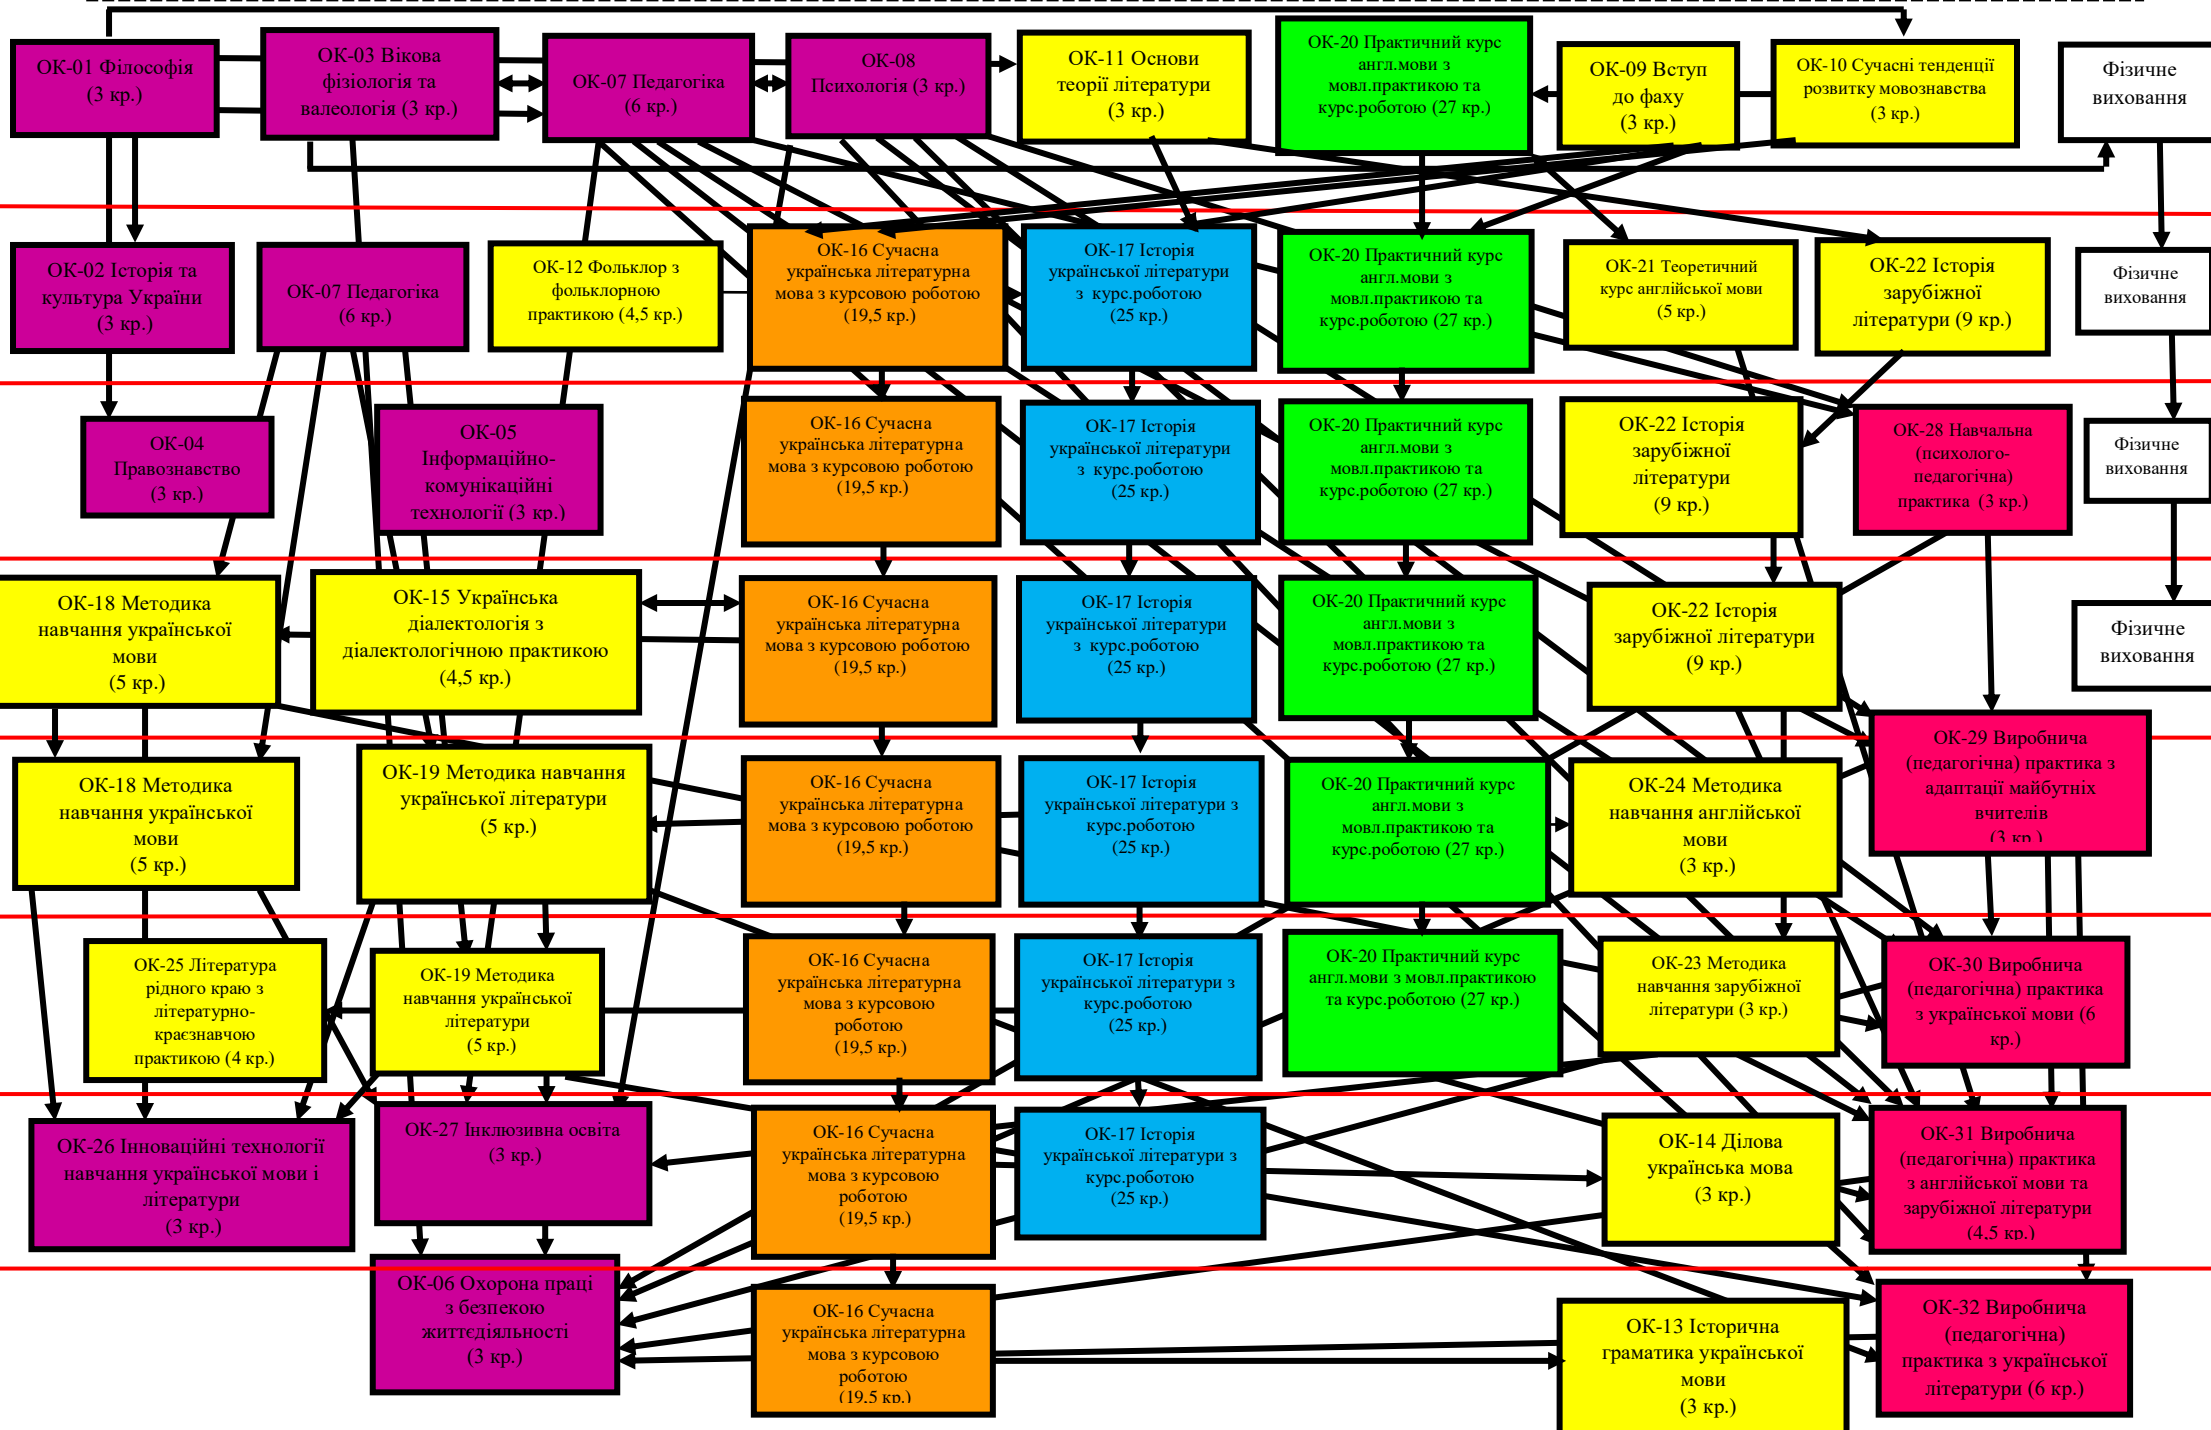 ОК-01 Філософія
(3 кр.)
ОК-03 Вікова
фізіологія та
валеологія (3 кр.)
ОК-07 Педагогіка
(6 кр.)
ОК-08
Психологія (3 кр.)
ОК-11 Основи
теорії літератури
(3 кр.)
ОК-20 Практичний курс
англ.мови з
мовл.практикою та
курс.роботою (27 кр.)
ОК-09 Вступ
до фаху
(3 кр.)
ОК-10 Сучасні тенденції
розвитку мовознавства
(3 кр.)
Фізичне
виховання
ОК-02 Історія та
культура України
(3 кр.)
ОК-07 Педагогіка
(6 кр.)
ОК-12 Фольклор з
фольклорною
практикою (4,5 кр.)
ОК-16 Сучасна
українська літературна
мова з курсовою роботою
(19,5 кр.)
ОК-17 Історія
української літератури
з курс.роботою
(25 кр.)
ОК-20 Практичний курс
англ.мови з
мовл.практикою та
курс.роботою (27 кр.)
ОК-21 Теоретичний
курс англійської мови
(5 кр.)
ОК-22 Історія
зарубіжної
літератури (9 кр.)
Фізичне
виховання
ОК-04
Правознавство
(3 кр.)
ОК-05
Інформаційно-
комунікаційні
технології (3 кр.)
ОК-16 Сучасна
українська літературна
мова з курсовою роботою
(19,5 кр.)
ОК-17 Історія
української літератури
з курс.роботою
(25 кр.)
ОК-20 Практичний курс
англ.мови з
мовл.практикою та
курс.роботою (27 кр.)
ОК-22 Історія
зарубіжної
літератури
(9 кр.)
ОК-28 Навчальна
(психолого-
педагогічна)
практика (3 кр.)
Фізичне
виховання
ОК-18 Методика
навчання української
мови
(5 кр.)
ОК-15 Українська
діалектологія з
діалектологічною практикою
(4,5 кр.)
ОК-16 Сучасна
українська літературна
мова з курсовою роботою
(19,5 кр.)
ОК-17 Історія
української літератури
з курс.роботою
(25 кр.)
ОК-20 Практичний курс
англ.мови з
мовл.практикою та
курс.роботою (27 кр.)
ОК-22 Історія
зарубіжної літератури
(9 кр.)
Фізичне
виховання
ОК-18 Методика
навчання української
мови
(5 кр.)
ОК-19 Методика навчання
української літератури
(5 кр.)
ОК-16 Сучасна
українська літературна
мова з курсовою роботою
(19,5 кр.)
ОК-17 Історія
української літератури з
курс.роботою
(25 кр.)
ОК-20 Практичний курс
англ.мови з
мовл.практикою та
курс.роботою (27 кр.)
ОК-24 Методика
навчання англійської
мови
(3 кр.)
ОК-29 Виробнича
(педагогічна) практика з
адаптації майбутніх
вчителів
(3 кр.)
ОК-25 Література
рідного краю з
літературно-
краєзнавчою
практикою (4 кр.)
ОК-19 Методика
навчання української
літератури
(5 кр.)
ОК-16 Сучасна
українська літературна
мова з курсовою
роботою
(19,5 кр.)
ОК-17 Історія
української літератури з
курс.роботою
(25 кр.)
ОК-20 Практичний курс
англ.мови з мовл.практикою
та курс.роботою (27 кр.)
ОК-23 Методика
навчання зарубіжної
літератури (3 кр.)
ОК-30 Виробнича
(педагогічна) практика
з української мови (6
кр.)
ОК-26 Інноваційні технології
навчання української мови і
літератури
(3 кр.)
ОК-27 Інклюзивна освіта
(3 кр.)
ОК-16 Сучасна
українська літературна
мова з курсовою
роботою
(19,5 кр.)
ОК-17 Історія
української літератури з
курс.роботою
(25 кр.)
ОК-14 Ділова
українська мова
(3 кр.)
ОК-31 Виробнича
(педагогічна) практика
з англійської мови та
зарубіжної літератури
(4,5 кр.)
ОК-06 Охорона праці
з безпекою
життєдіяльності
(3 кр.)
ОК-16 Сучасна
українська літературна
мова з курсовою
роботою
(19,5 кр.)
ОК-13 Історична
граматика української
мови
(3 кр.)
ОК-32 Виробнича
(педагогічна)
практика з української
літератури (6 кр.)